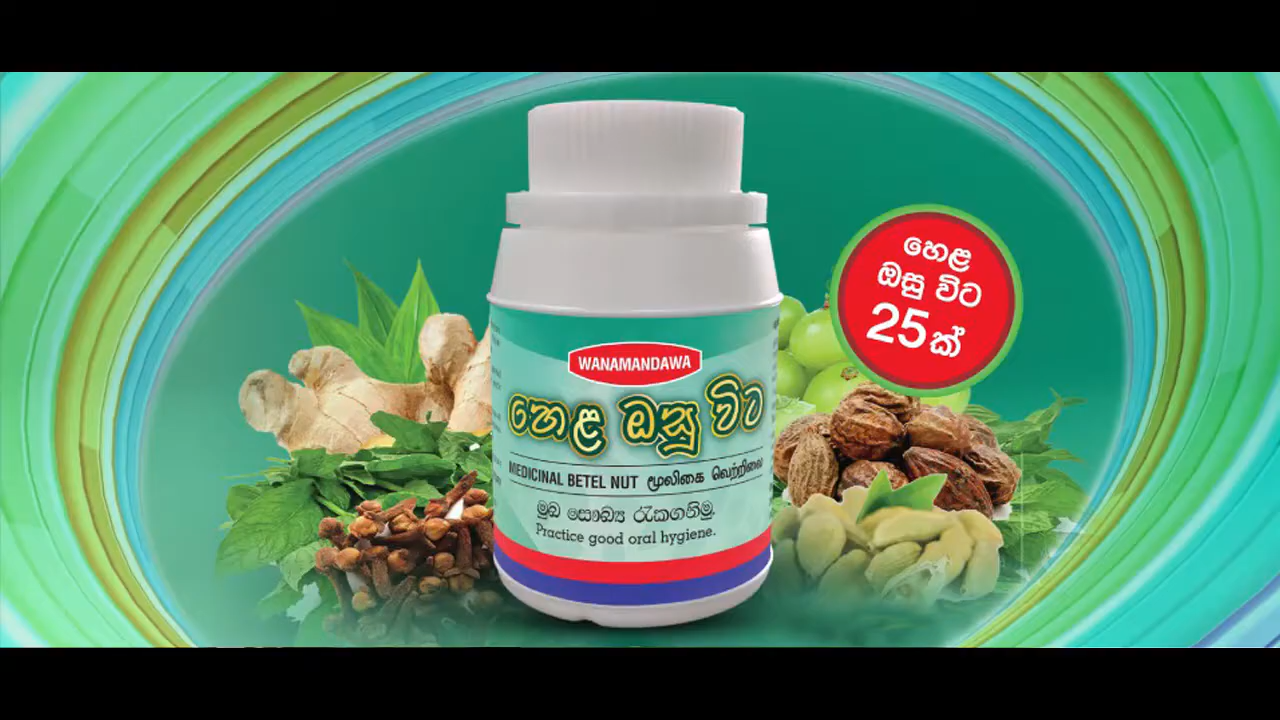 WANAMANDAWA
හෙළ ඔසු විට
MEDICINAL BETEL NUT மூலிகை வெற்றிலை
මුඛ සෞඛ්‍ය රැකගනිමු.
Practice good oral hygiene.
හෙළ
ඔසු විට
25ක්